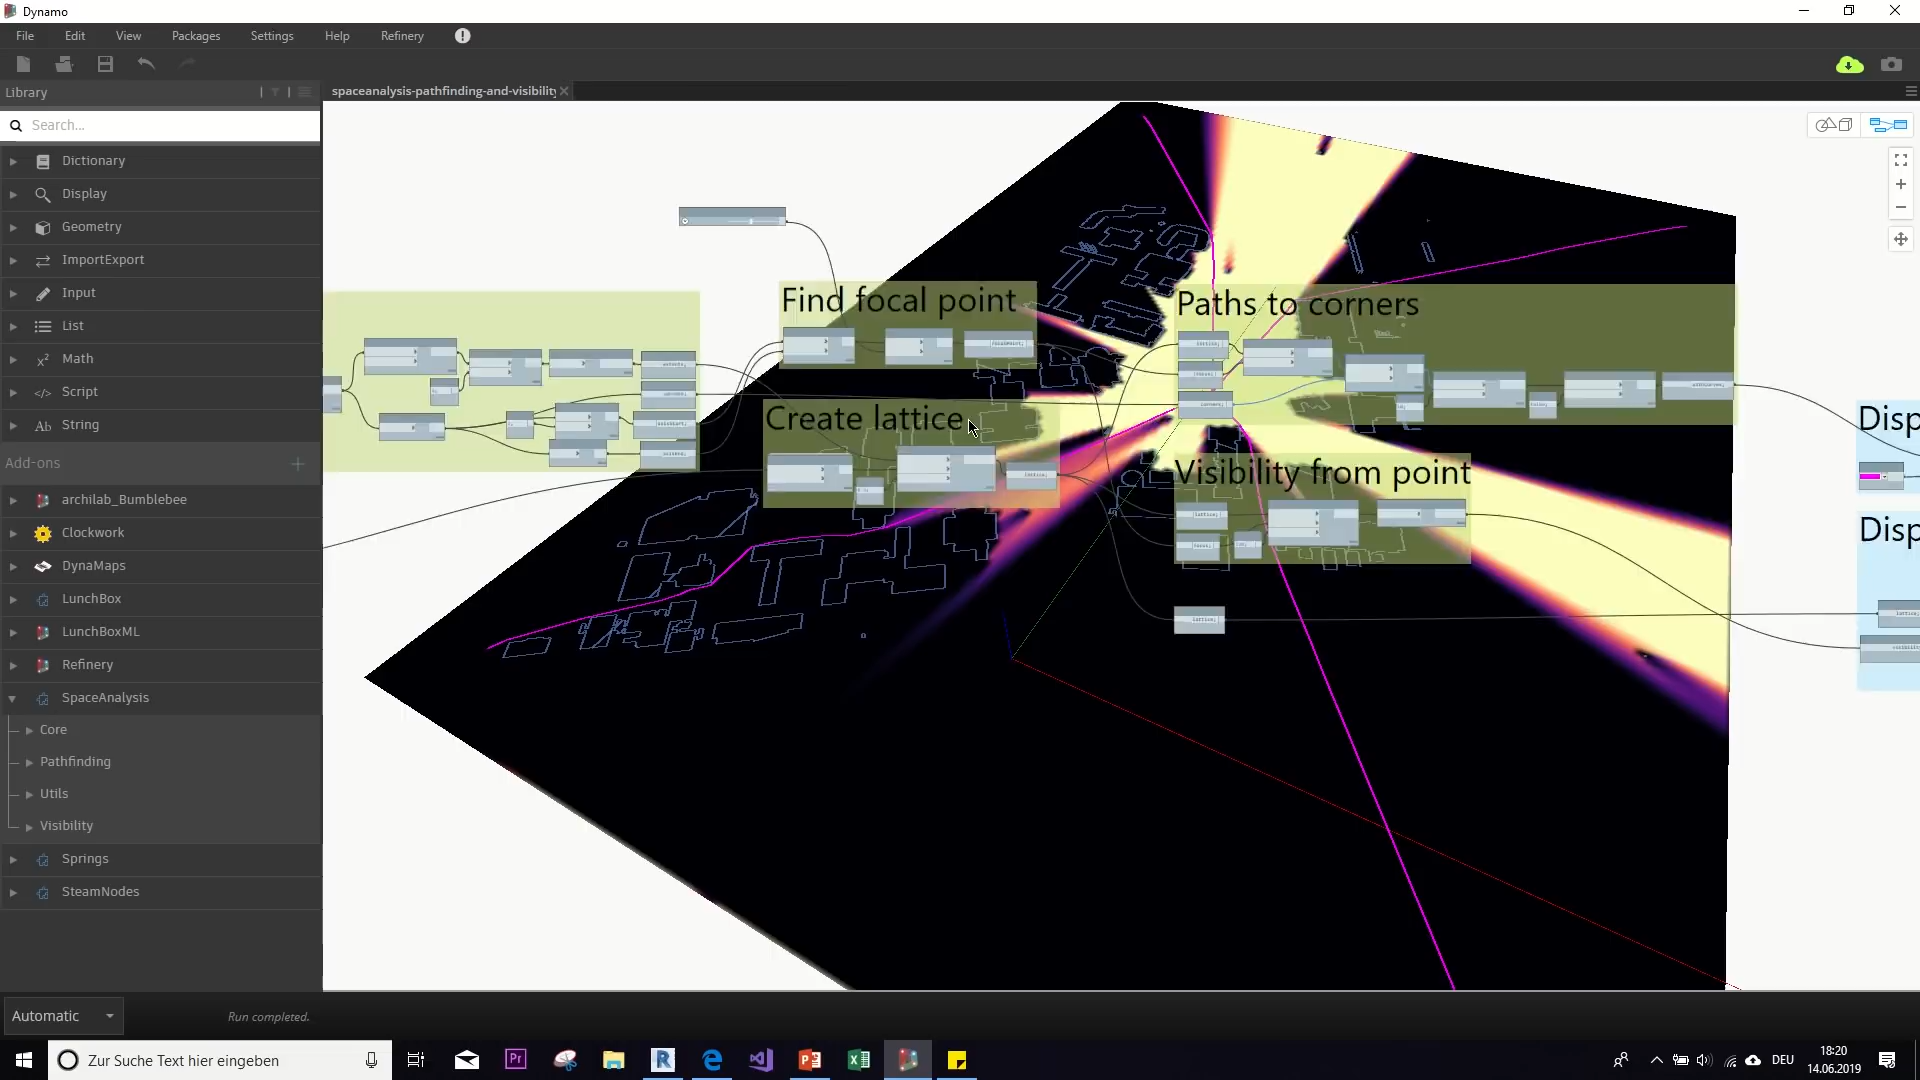 Dynamo
File Edit View Packages Settings Help Refinery
Library
spaceanalysis-pathfinding-and-visibility
Search...
Dictionary
Display
Geometry
ImportExport
Input
List
Math
Script
String
Add-ons
archilab_Bumblebee
Clockwork
DynaMaps
LunchBox
LunchBoxML
Refinery
SpaceAnalysis
Core
Pathfinding
Utils
Visibility
Springs
SteamNodes
Find focal point
Paths to corners
Create lattice
Visibility from point
Disp
Disp
Automatic
Run completed.
Zur Suche Text hier eingeben
DEU
18:20
14.06.2019